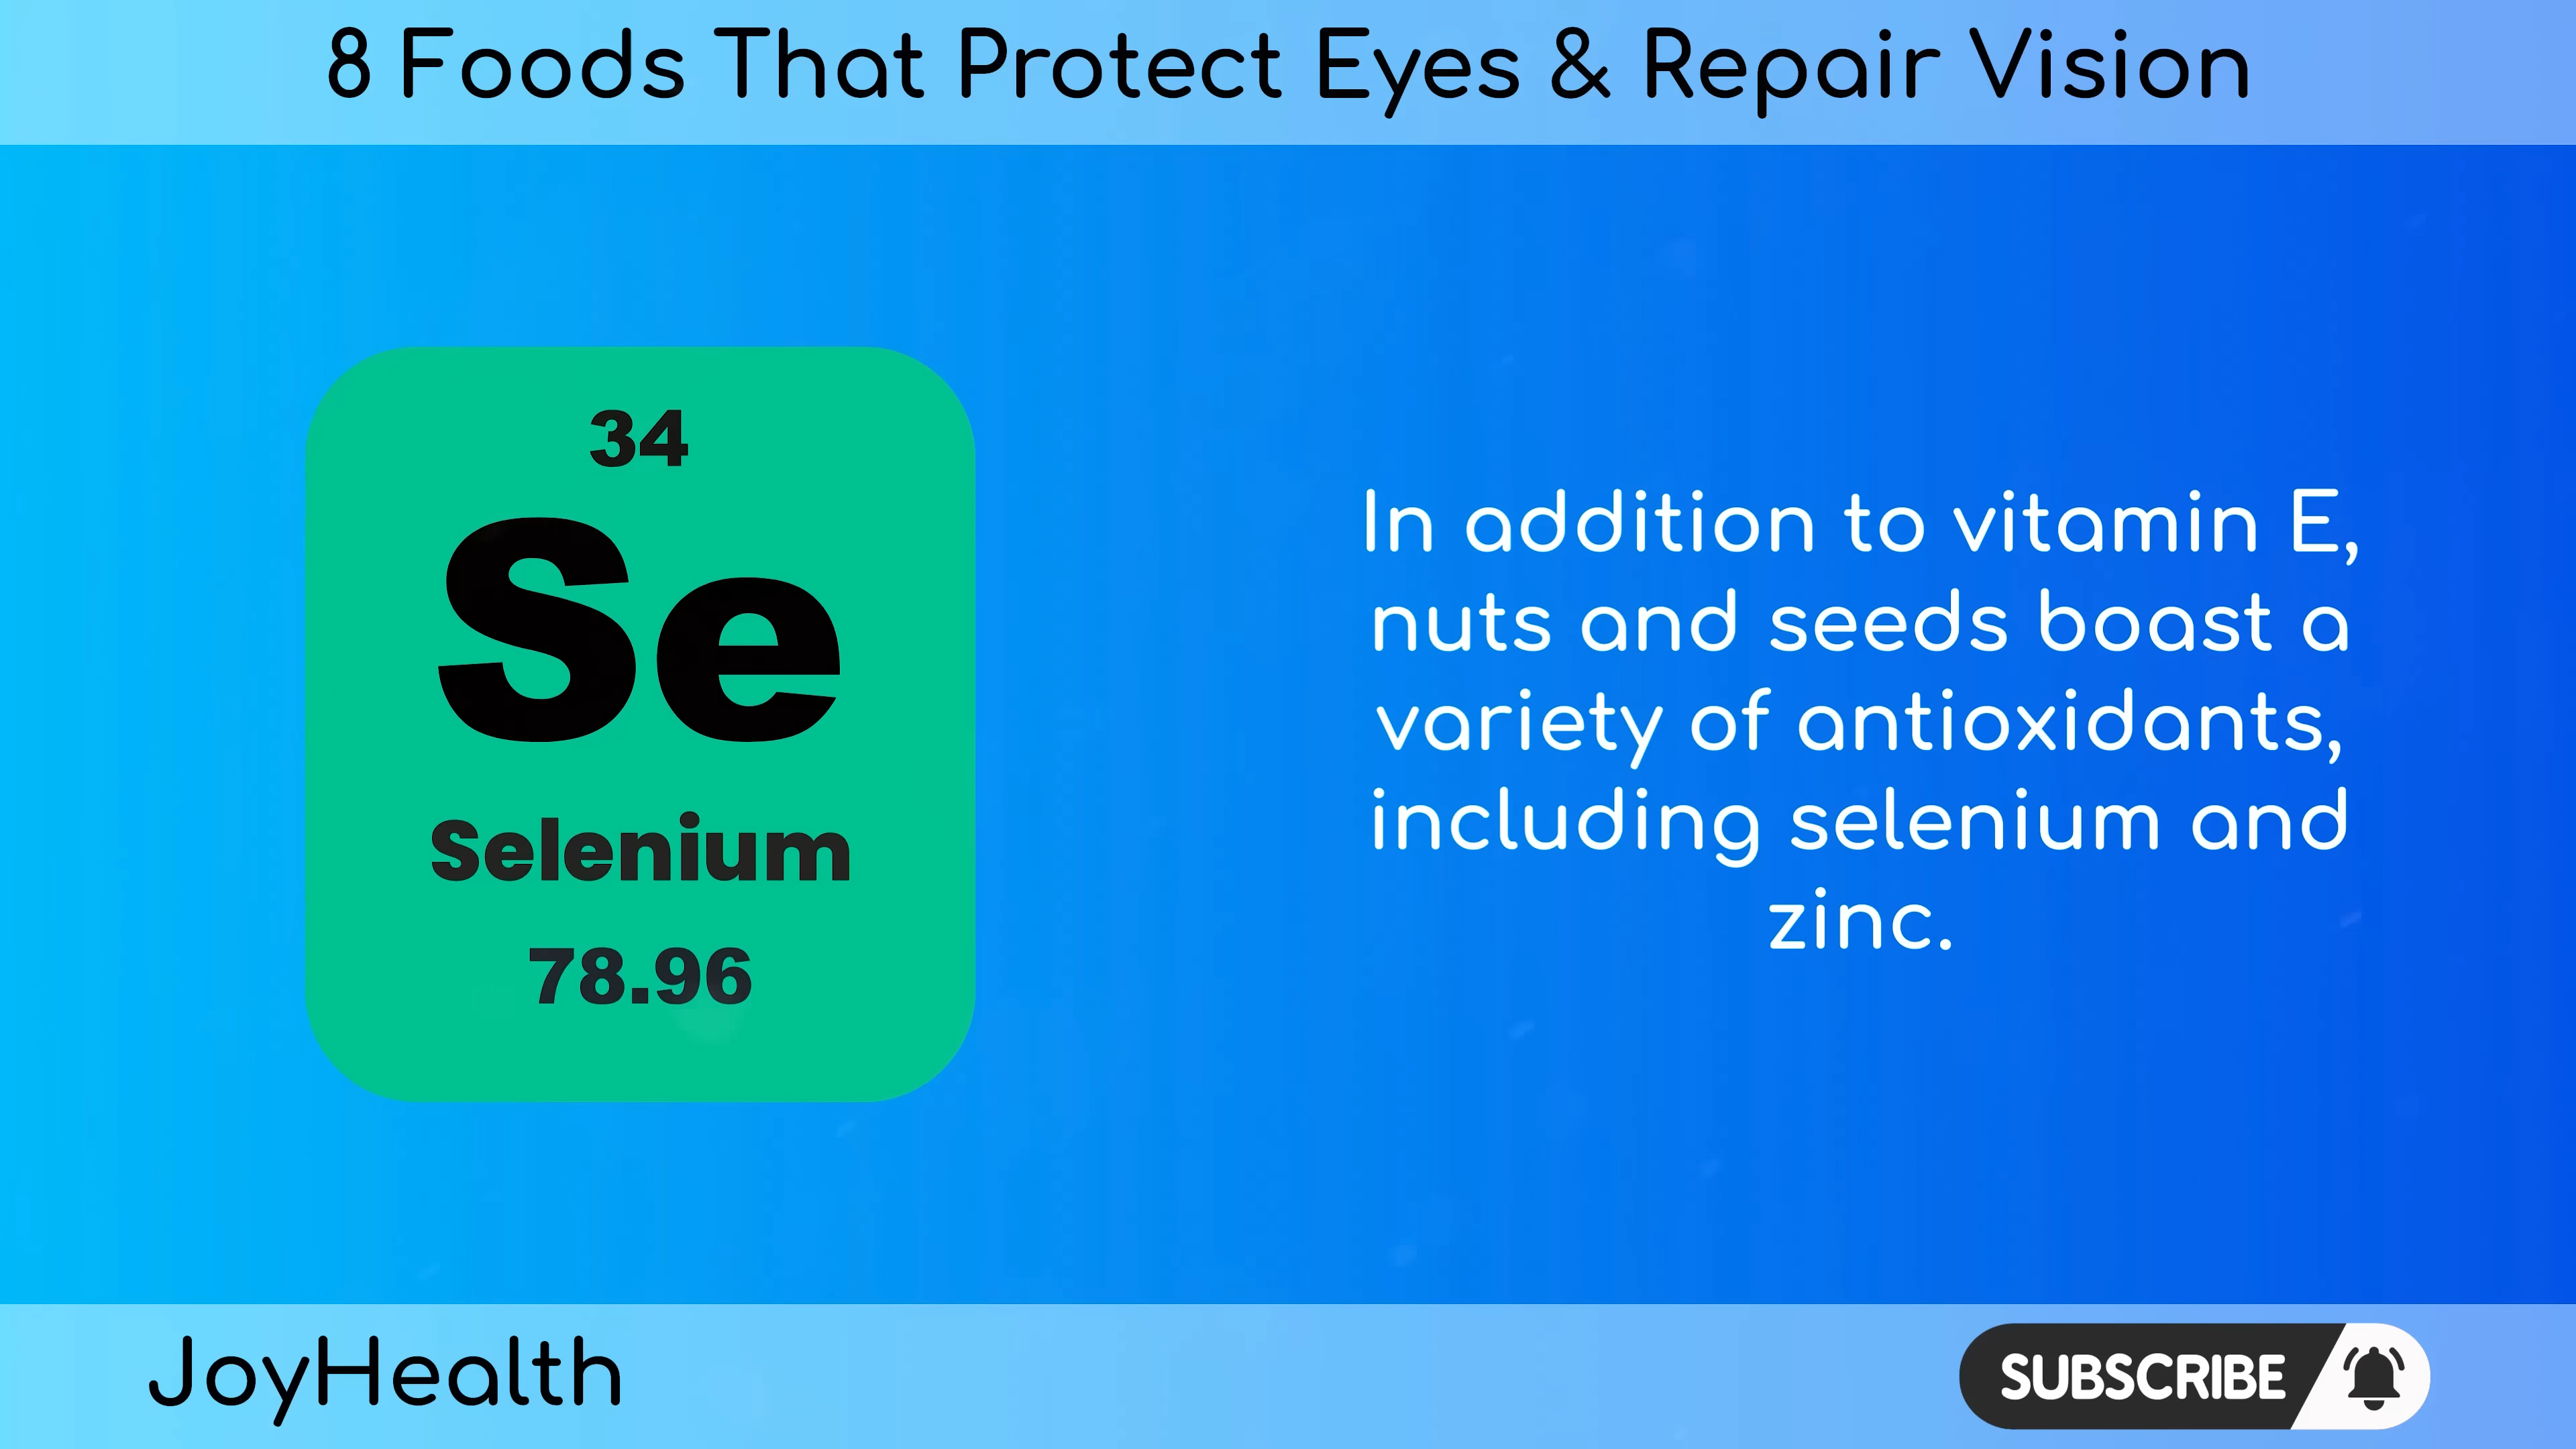 8 Foods That Protect Eyes & Repair Vision
34
Se
Selenium
78.96
In addition to vitamin E,
nuts and seeds boast a
variety of antioxidants,
including selenium and
zinc.
JoyHealth
SUBSCRIBE